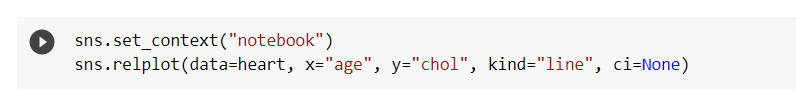 sns.set_context("notebook")
sns.relplot(data=heart, x="age", y="chol", kind="line", ci=None)